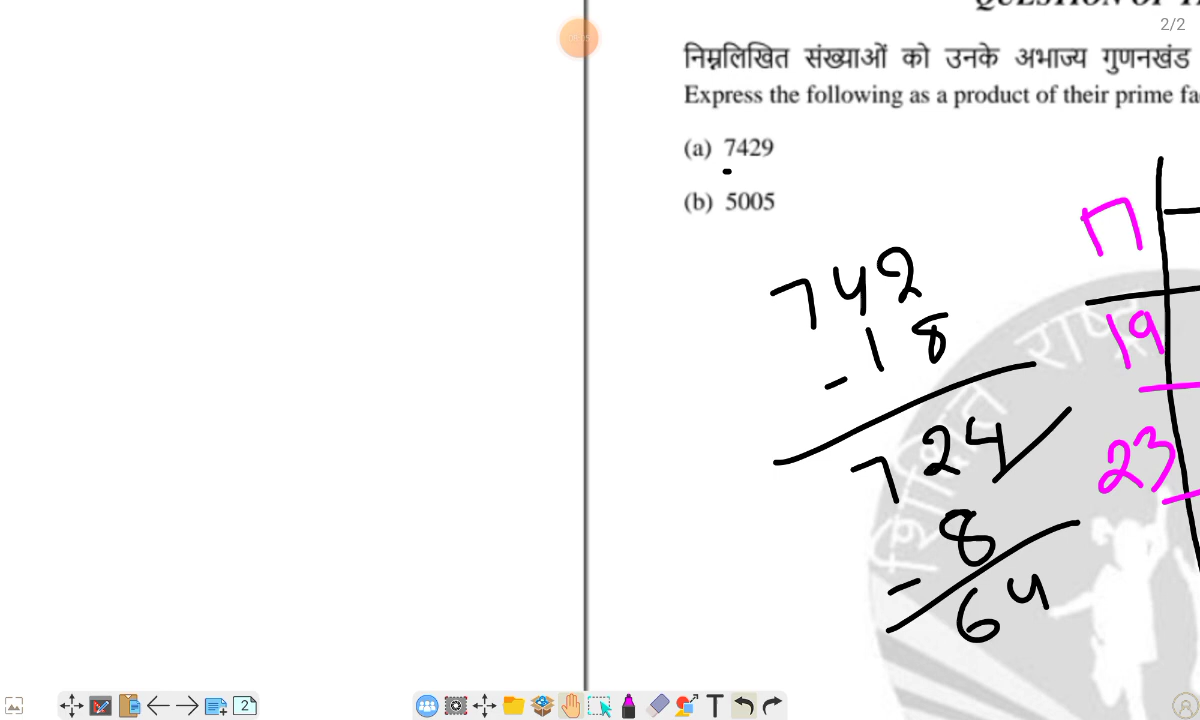 2/2
निम्नलिखित संख्याओं को उनके अभाज्य गुणनखंड
Express the following as a product of their prime fa
(a) 7429
(b) 5005
17
742
19
- 18
724
23
- 8
64
शिक्षित राष्ट्र
T
2